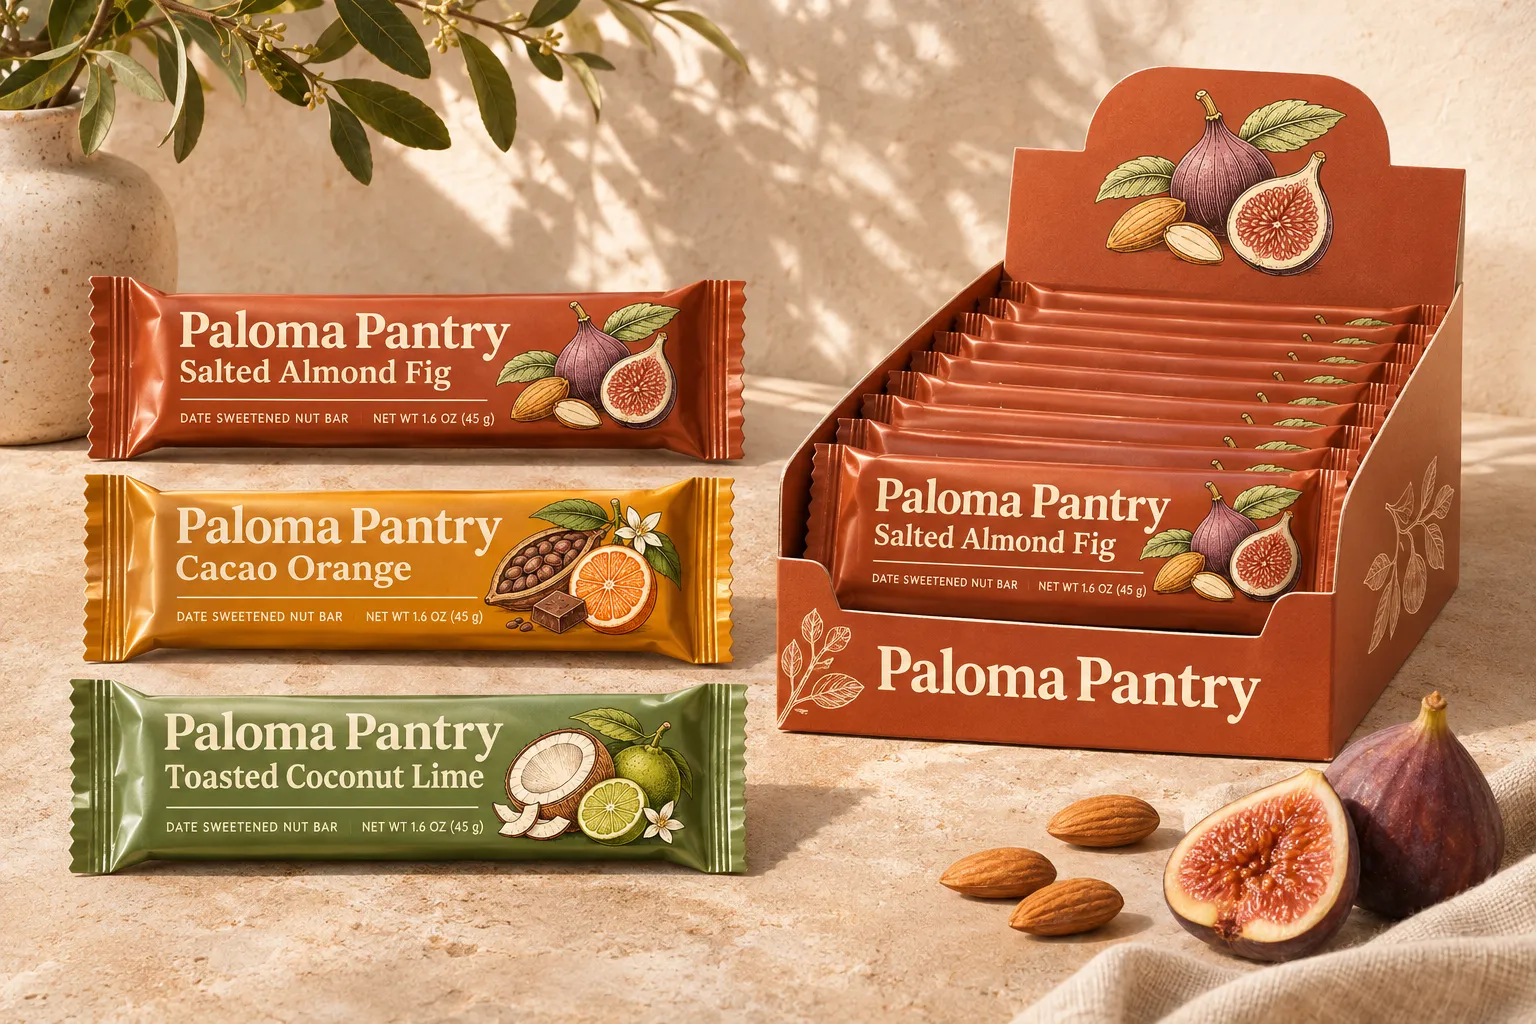 Paloma Pantry
Salted Almond Fig
DATE SWEETENED NUT BAR NET WT 1.6 OZ (45 g)
Paloma Pantry
Cacao Orange
DATE SWEETENED NUT BAR NET WT 1.6 OZ (45 g)
Paloma Pantry
Toasted Coconut Lime
DATE SWEETENED NUT BAR NET WT 1.6 OZ (45 g)
Paloma Pantry
Salted Almond Fig
DATE SWEETENED NUT BAR NET WT 1.6 OZ (45 g)
Paloma Pantry